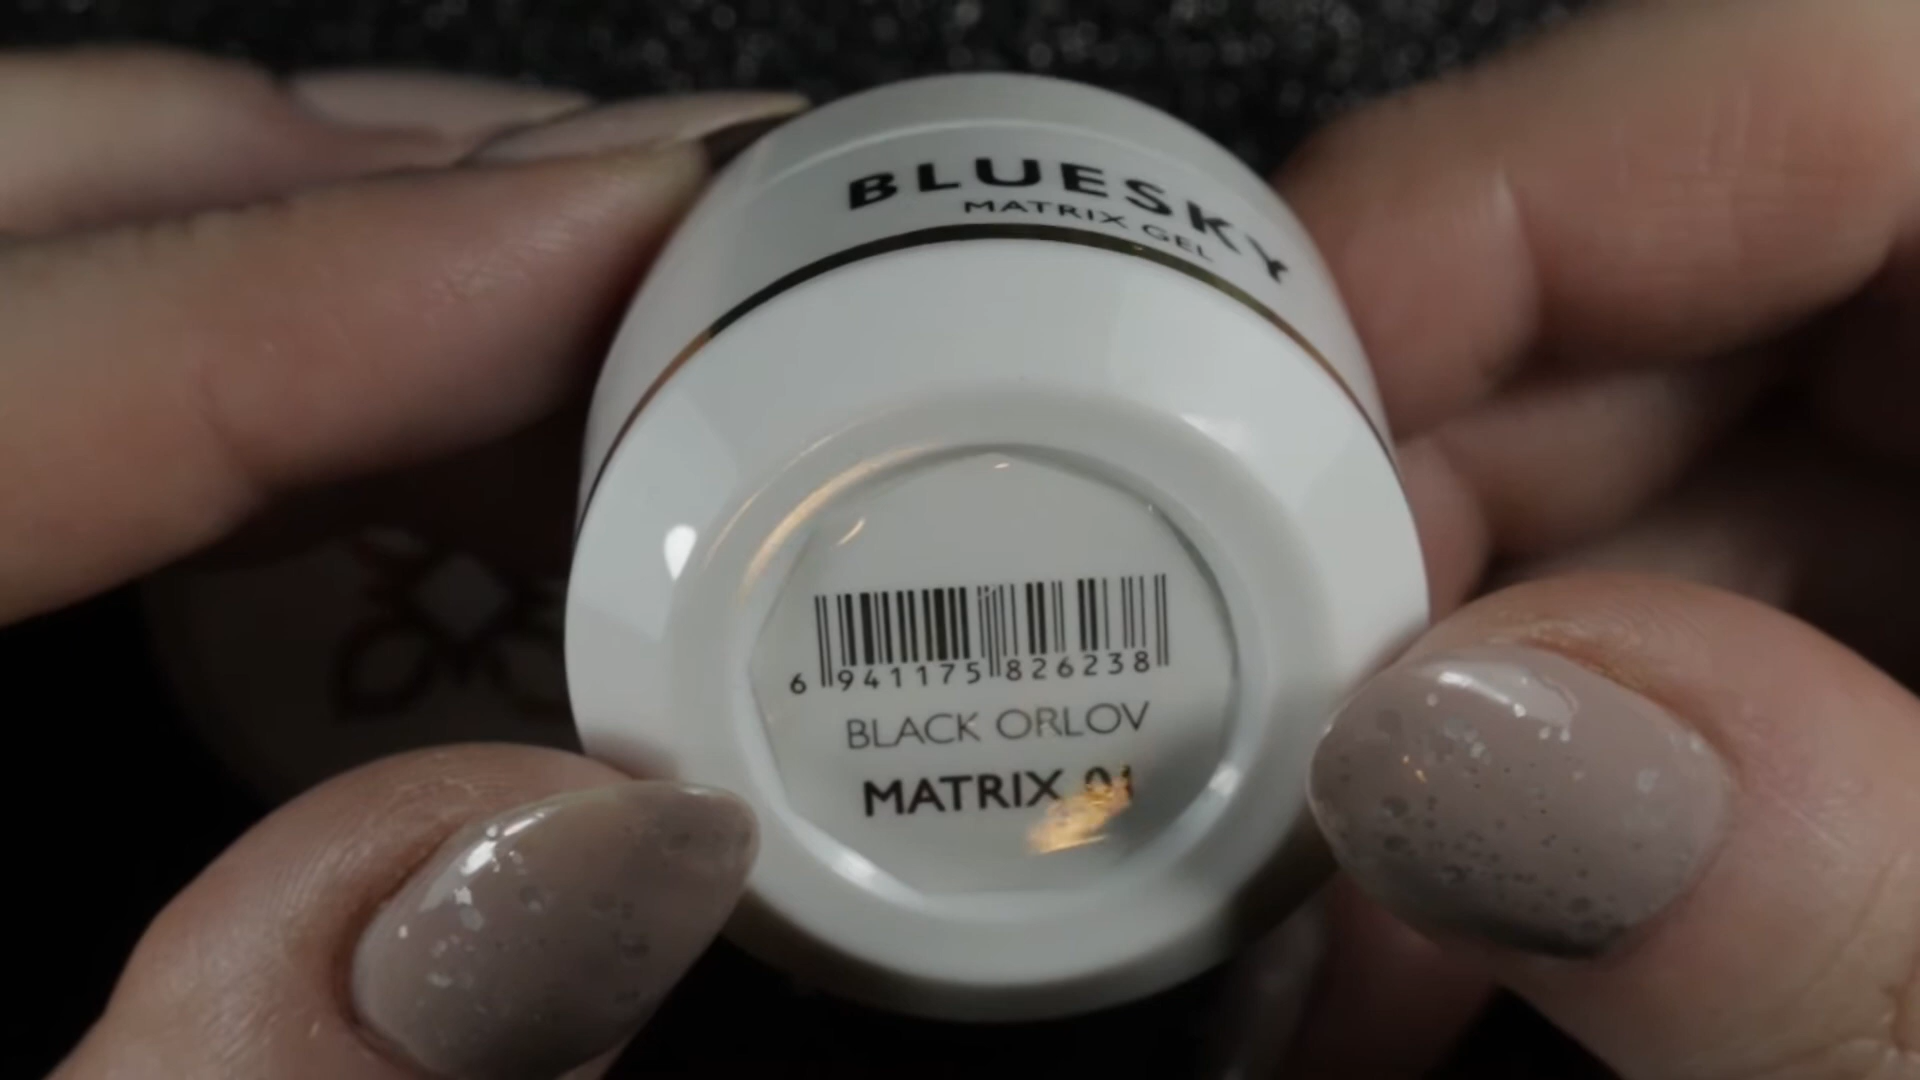 BLUESKY
MATRIX GEL
6 941175 826238
BLACK ORLOV
MATRIX 01